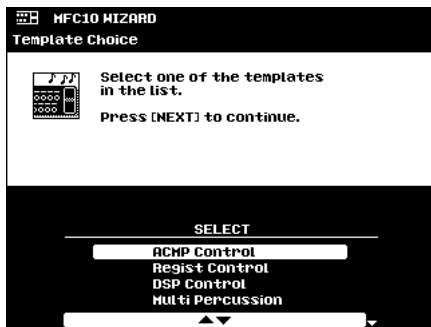 MFC10 WIZARD
Template Choice
Select one of the templates
in the list.
Press [NEXT] to continue.
SELECT
ACMP Control
Regist Control
DSP Control
Multi Percussion